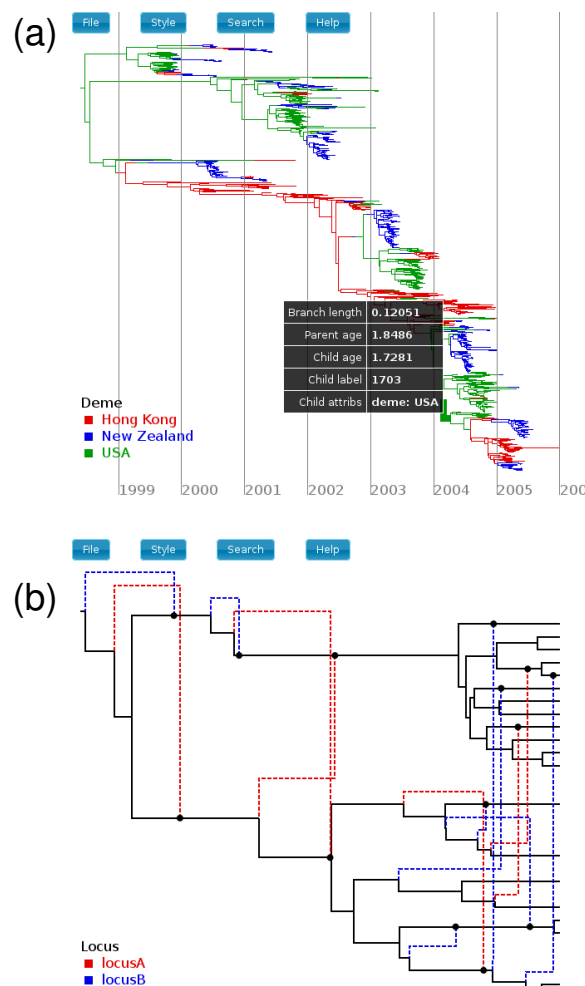 (a)
File Style Search Help
Branch length 0.12051
Parent age 1.8486
Child age 1.7281
Child label 1703
Child attribs deme: USA
Deme
Hong Kong
New Zealand
USA
1999 2000 2001 2002 2003 2004 2005 200
(b)
File Style Search Help
Locus
locusA
locusB